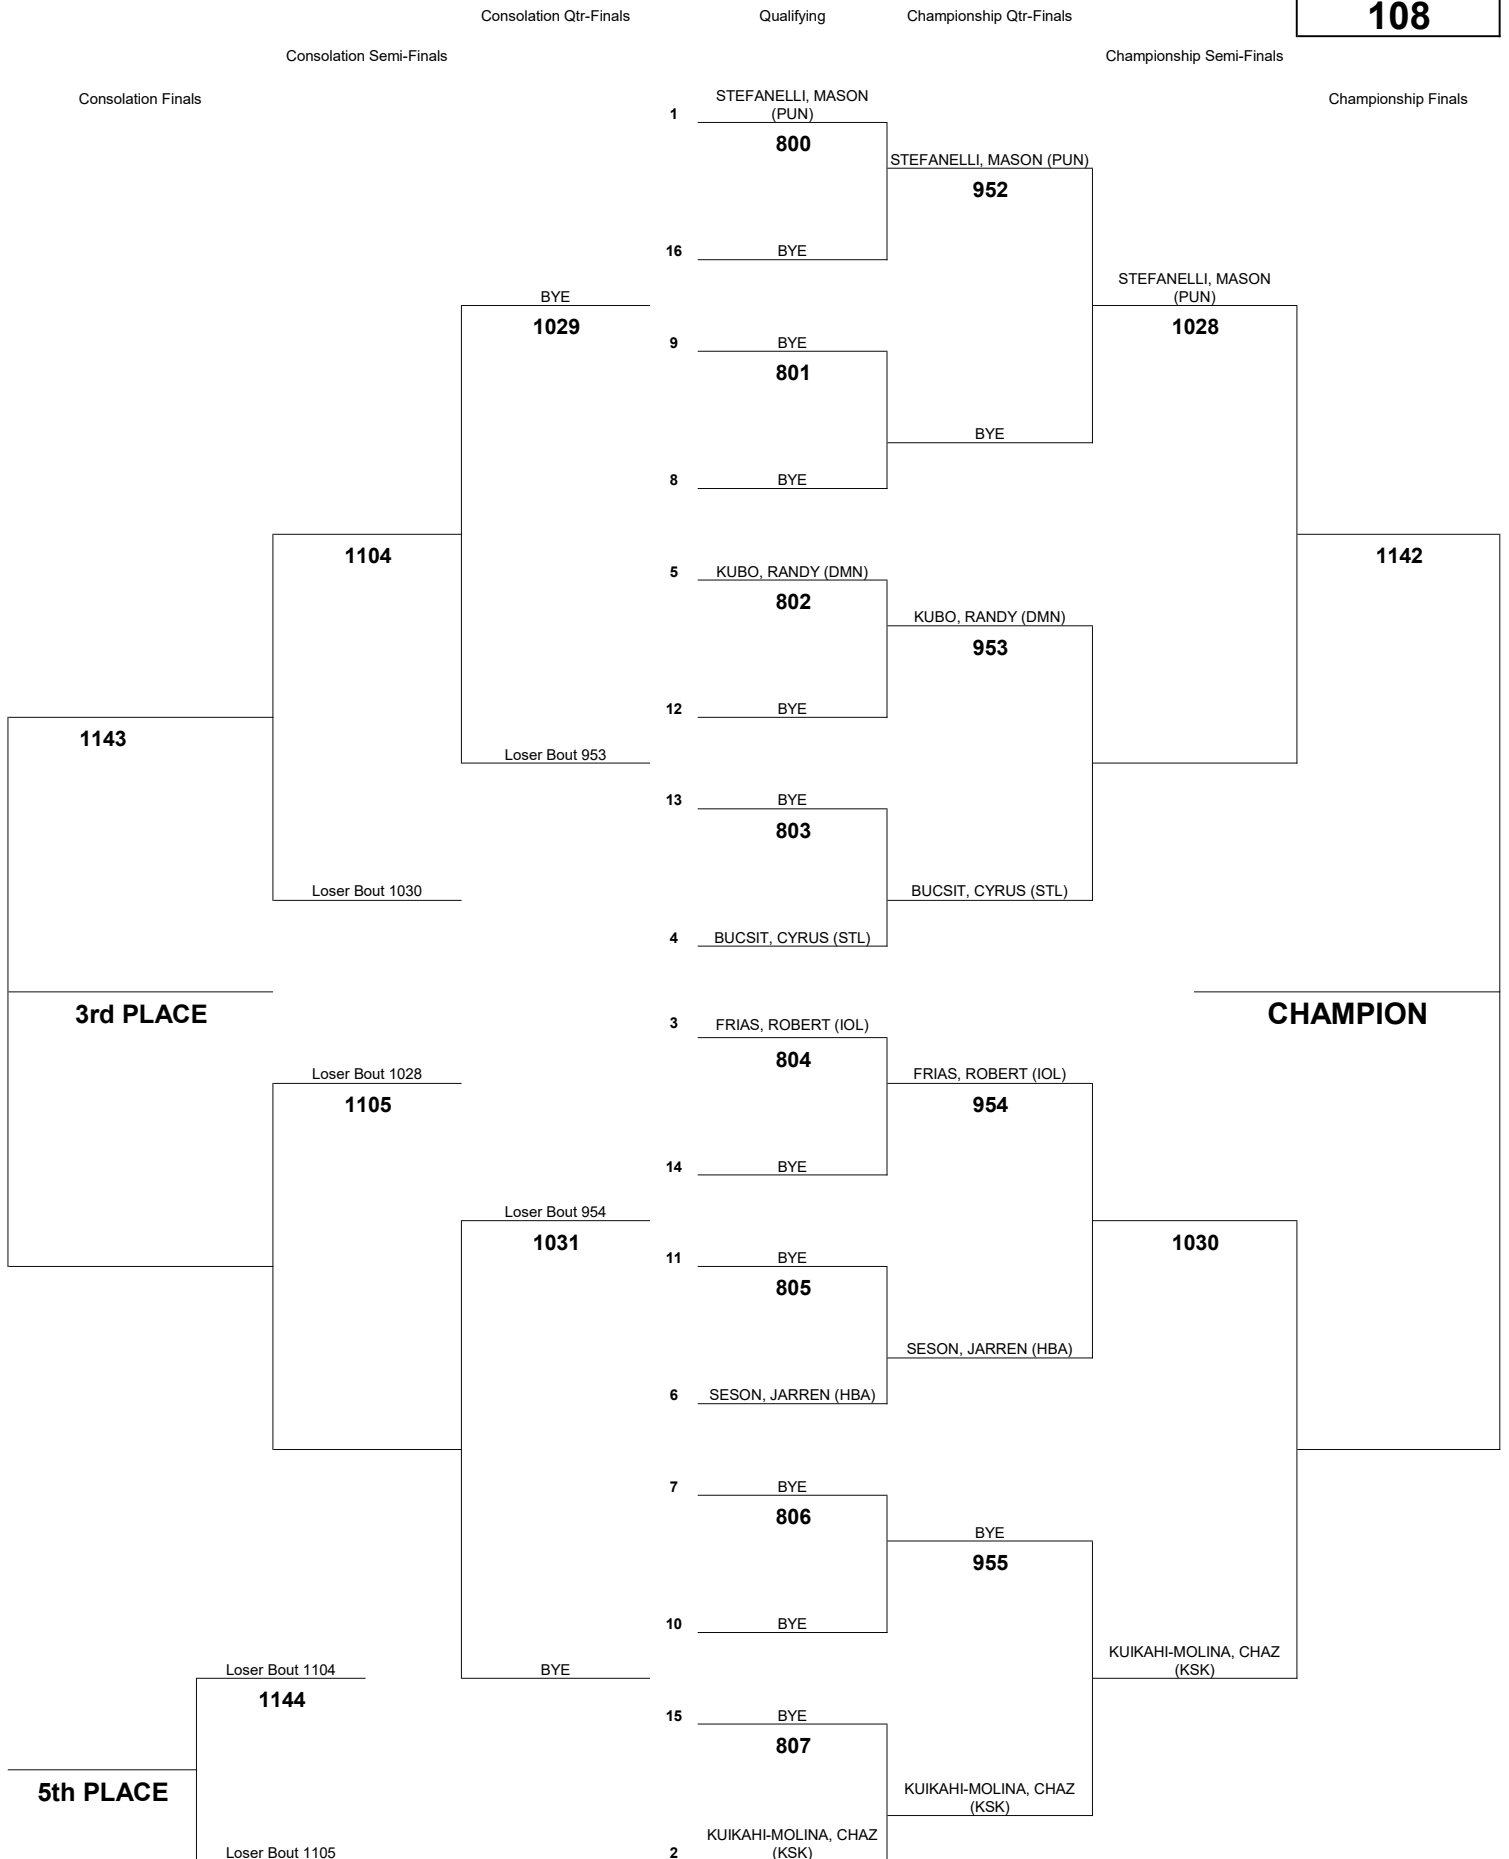 Consolation Qtr-Finals
Qualifying
Championship Qtr-Finals
108
Consolation Semi-Finals
Championship Semi-Finals
Consolation Finals
Championship Finals
STEFANELLI, MASON
(PUN)
1
800
STEFANELLI, MASON (PUN)
952
16
BYE
STEFANELLI, MASON
(PUN)
BYE
1029
1028
9
BYE
801
BYE
8
BYE
1104
1142
5
KUBO, RANDY (DMN)
802
KUBO, RANDY (DMN)
953
12
BYE
1143
Loser Bout 953
13
BYE
803
Loser Bout 1030
BUCSIT, CYRUS (STL)
4
BUCSIT, CYRUS (STL)
3rd PLACE
CHAMPION
3
FRIAS, ROBERT (IOL)
804
Loser Bout 1028
FRIAS, ROBERT (IOL)
1105
954
14
BYE
Loser Bout 954
1031
1030
11
BYE
805
SESON, JARREN (HBA)
6
SESON, JARREN (HBA)
7
BYE
806
BYE
955
10
BYE
KUIKAHI-MOLINA, CHAZ
(KSK)
Loser Bout 1104
BYE
1144
15
BYE
807
5th PLACE
KUIKAHI-MOLINA, CHAZ
(KSK)
KUIKAHI-MOLINA, CHAZ
(KSK)
2
Loser Bout 1105